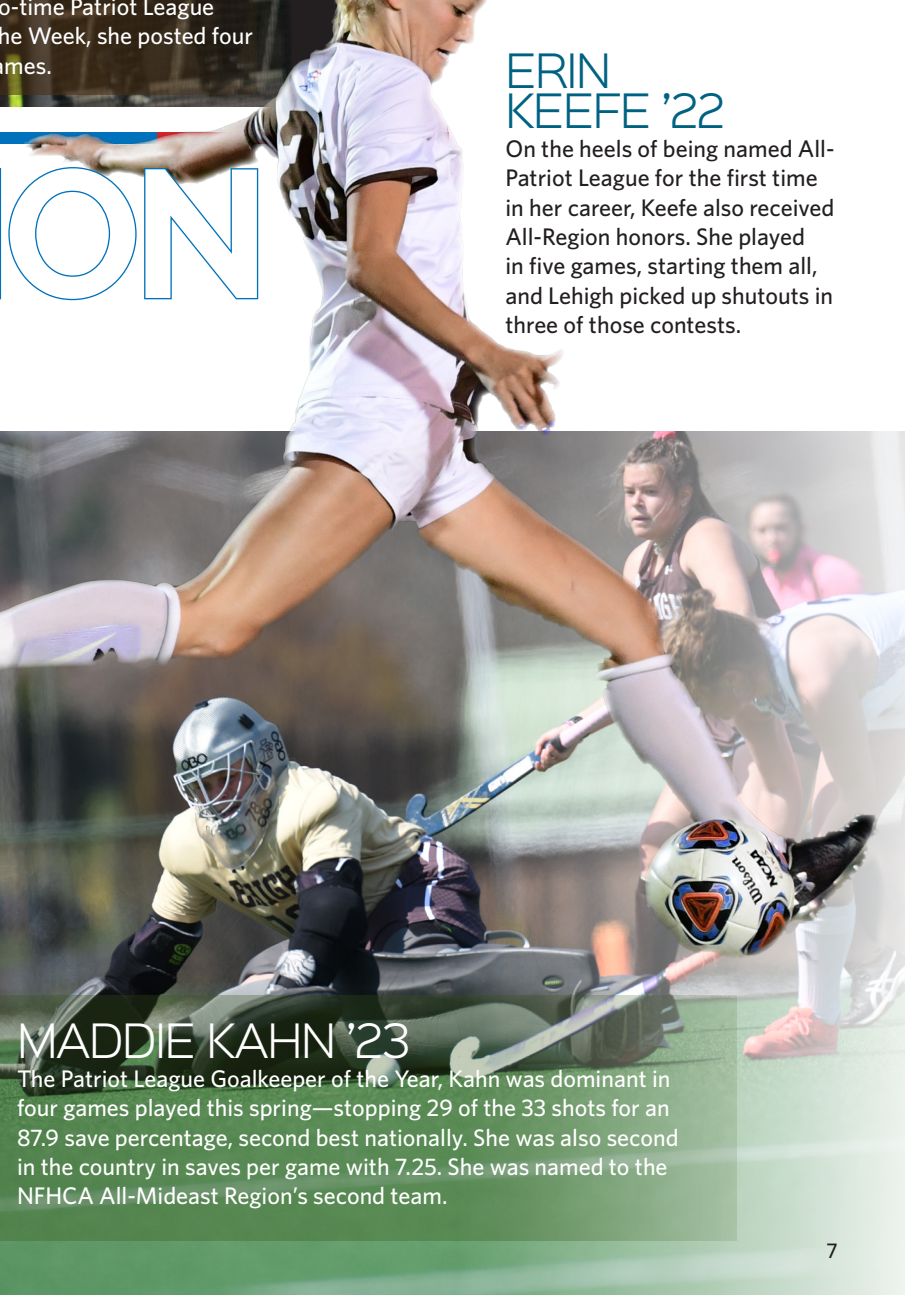 o-time Patriot League
he Week, she posted four
ames.
ION
28
ERIN
KEEFE ’22
On the heels of being named All-
Patriot League for the first time
in her career, Keefe also received
All-Region honors. She played
in five games, starting them all,
and Lehigh picked up shutouts in
three of those contests.
OBO
LEHIGH
Wilson
NCAA
MADDIE KAHN ’23
The Patriot League Goalkeeper of the Year, Kahn was dominant in
four games played this spring—stopping 29 of the 33 shots for an
87.9 save percentage, second best nationally. She was also second
in the country in saves per game with 7.25. She was named to the
NFHCA All-Mideast Region’s second team.
7